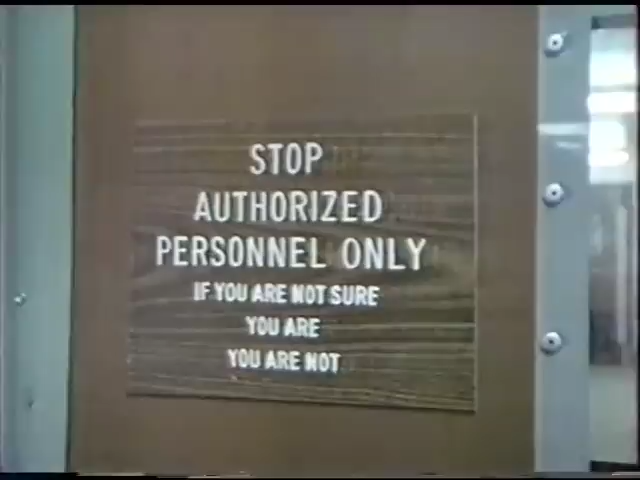 STOP
AUTHORIZED
PERSONNEL ONLY
IF YOU ARE NOT SURE
YOU ARE
YOU ARE NOT